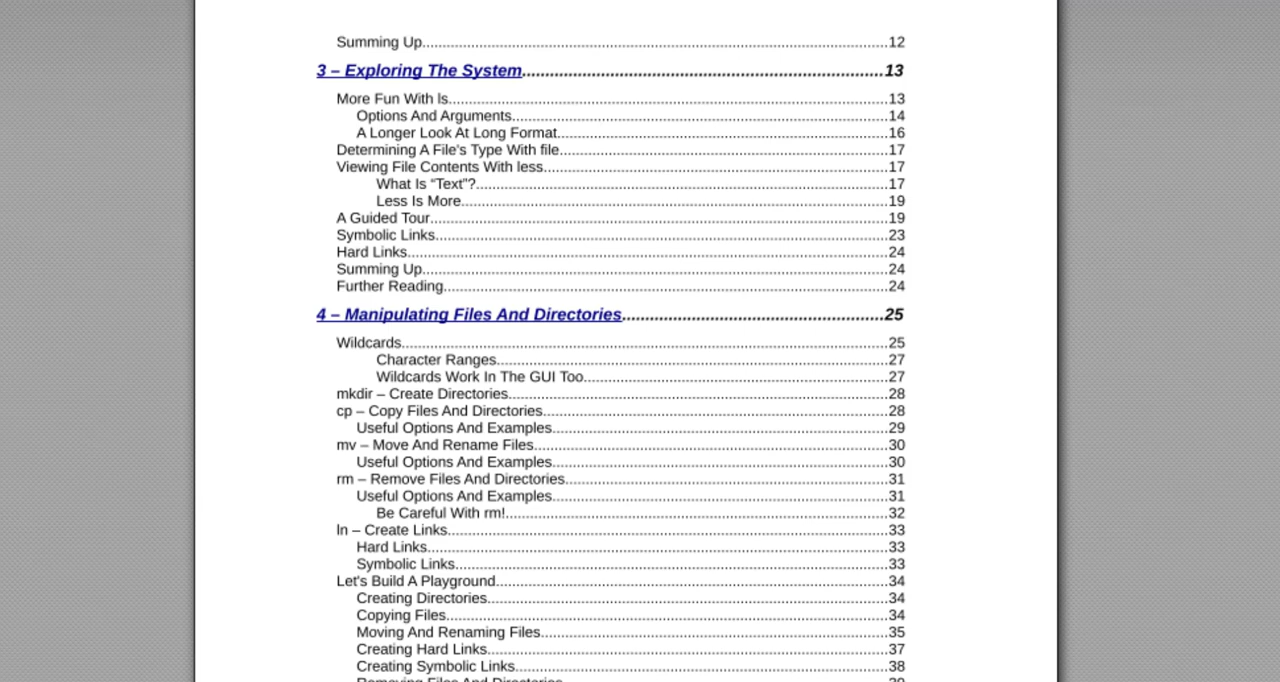 Summing Up...12
3 – Exploring The System...13
More Fun With ls...13
Options And Arguments...14
A Longer Look At Long Format...16
Determining A File's Type With file...17
Viewing File Contents With less...17
What Is “Text”?...17
Less Is More...19
A Guided Tour...19
Symbolic Links...23
Hard Links...24
Summing Up...24
Further Reading...24
4 – Manipulating Files And Directories...25
Wildcards...25
Character Ranges...27
Wildcards Work In The GUI Too...27
mkdir – Create Directories...28
cp – Copy Files And Directories...28
Useful Options And Examples...29
mv – Move And Rename Files...30
Useful Options And Examples...30
rm – Remove Files And Directories...31
Useful Options And Examples...31
Be Careful With rm!...32
ln – Create Links...33
Hard Links...33
Symbolic Links...33
Let's Build A Playground...34
Creating Directories...34
Copying Files...34
Moving And Renaming Files...35
Creating Hard Links...37
Creating Symbolic Links...38
Removing Files And Directories...39